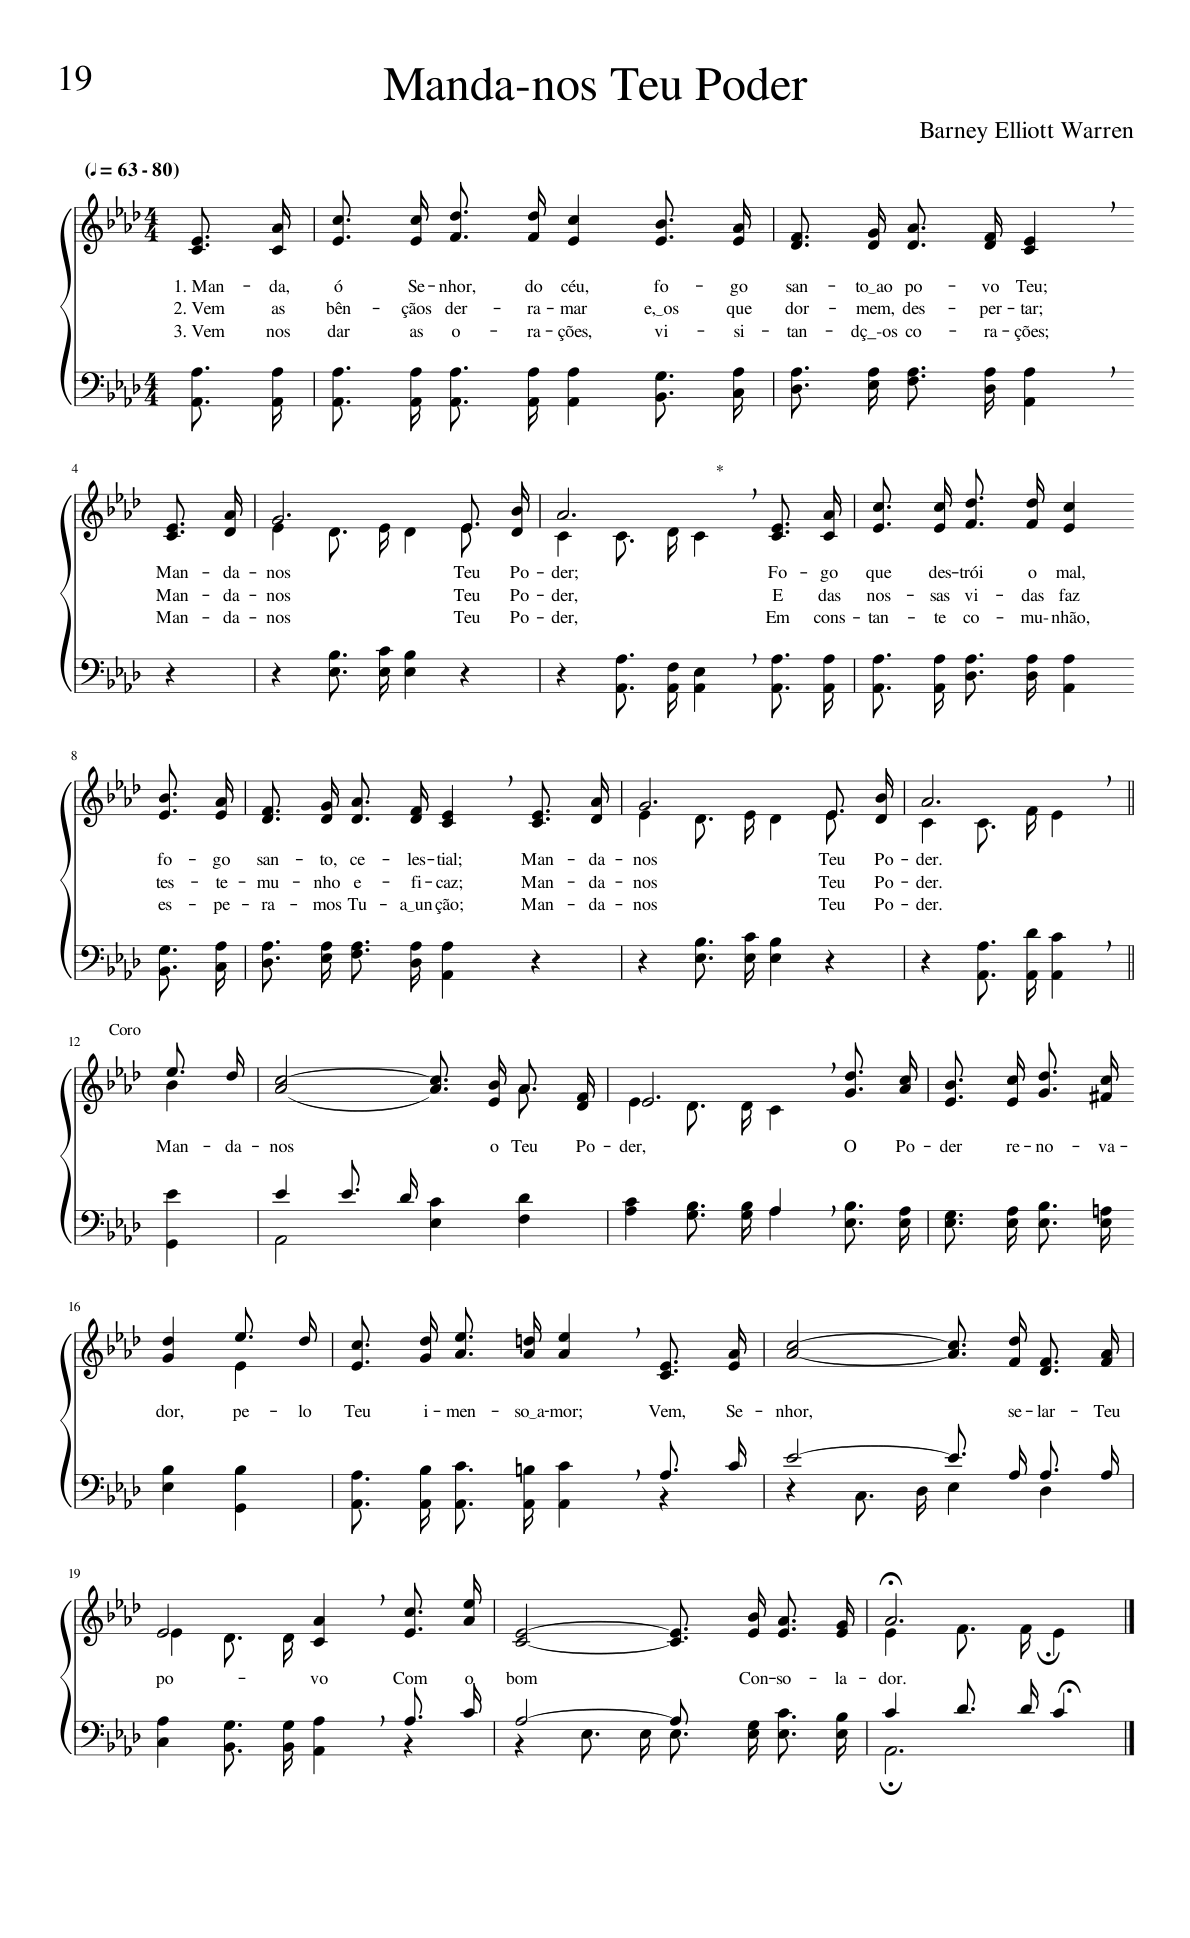 19
Manda-nos Teu Poder
Barney Elliott Warren
(♩ = 63 - 80)
4
4
1. Man - da, ó Se - nhor, do céu, fo - go san - to_ao po - vo Teu;
2. Vem as bên - çãos der - ra - mar e,_os que dor - mem, des - per - tar;
3. Vem nos dar as o - ra - ções, vi - si - tan - dç_-os co - ra - ções;
4
4
4
*
Man - da - nos Teu Po - der; Fo - go que des - trói o mal,
Man - da - nos Teu Po - der, E das nos - sas vi - das faz
Man - da - nos Teu Po - der, Em cons - tan - te co - mu - nhão,
8
fo - go san - to, ce - les - tial; Man - da - nos Teu Po - der.
tes - te - mu - nho e - fi - caz; Man - da - nos Teu Po - der.
es - pe - ra - mos Tu - a_un ção; Man - da - nos Teu Po - der.
Coro
12
Man - da - nos o Teu Po - der, O Po - der re - no - va -
16
dor, pe - lo Teu i - men - so_a - mor; Vem, Se - nhor, se - lar - Teu
19
po - vo Com o bom Con - so - la - dor.